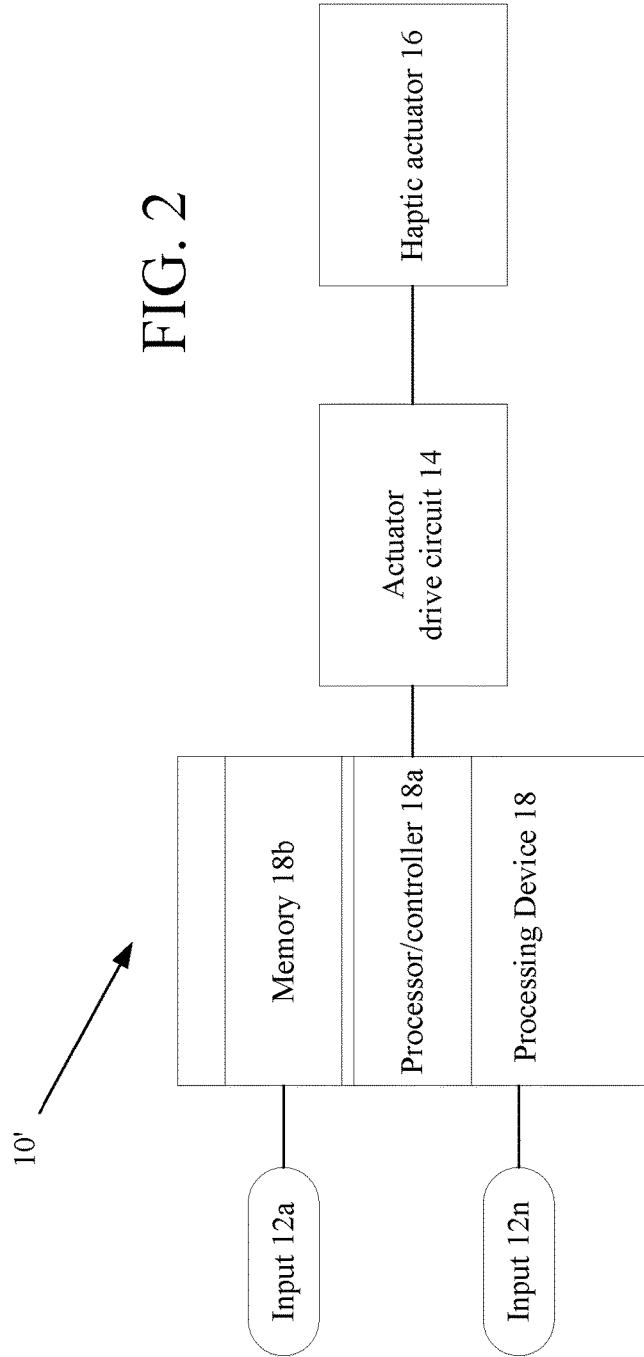 FIG. 2
10'
Input 12a
Input 12n
Memory 18b
Processor/controller 18a
Processing Device 18
Actuator
drive circuit 14
Haptic actuator 16